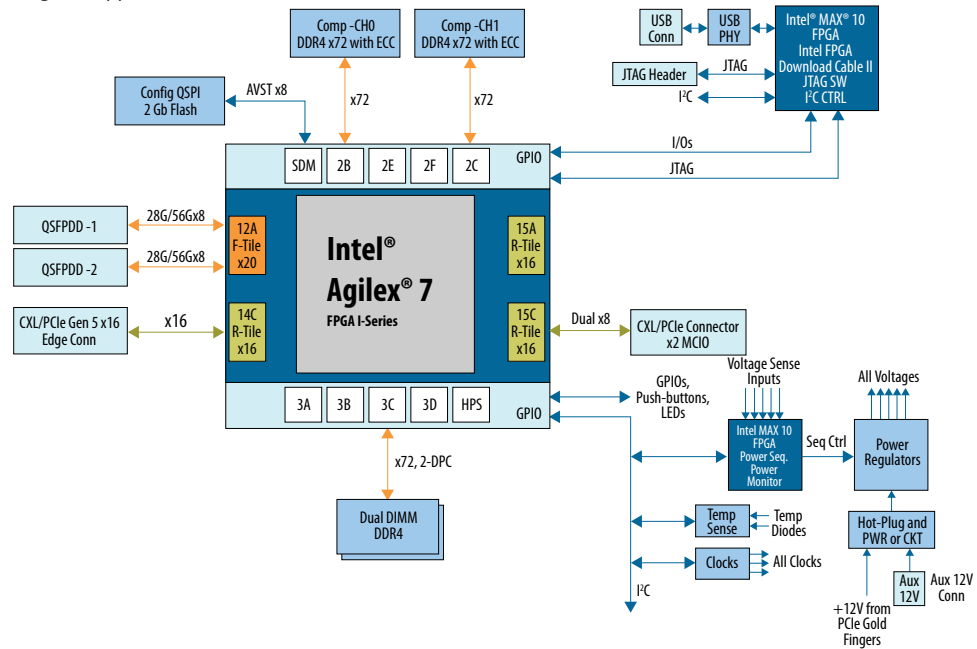 Comp -CH0
DDR4 x72 with ECC
Comp -CH1
DDR4 x72 with ECC
USB
Conn
USB
PHY
Intel® MAX® 10
FPGA
Intel FPGA
Download Cable II
JTAG SW
I²C CTRL
JTAG Header
JTAG
I²C
Config QSPI
2 Gb Flash
AVST x8
x72
x72
I/Os
JTAG
SDM
2B
2E
2F
2C
GPIO
QSFPDD -1
28G/56Gx8
QSFPDD -2
28G/56Gx8
12A
F-Tile
x20
15A
R-Tile
x16
Intel®
Agilex® 7
FPGA I-Series
CXL/PCIe Gen 5 x16
Edge Conn
x16
14C
R-Tile
x16
15C
R-Tile
x16
Dual x8
CXL/PCIe Connector
x2 MCIO
3A
3B
3C
3D
HPS
GPIO
GPIOs,
Push-buttons,
LEDs
Voltage Sense
Inputs
All Voltages
Intel MAX 10
FPGA
Power Seq.
Power
Monitor
Seq Ctrl
Power
Regulators
x72, 2-DPC
Dual DIMM
DDR4
Temp
Sense
Temp
Diodes
Hot-Plug and
PWR or CKT
Clocks
All Clocks
I²C
Aux
12V
Aux 12V
Conn
+12V from
PCIe Gold
Fingers